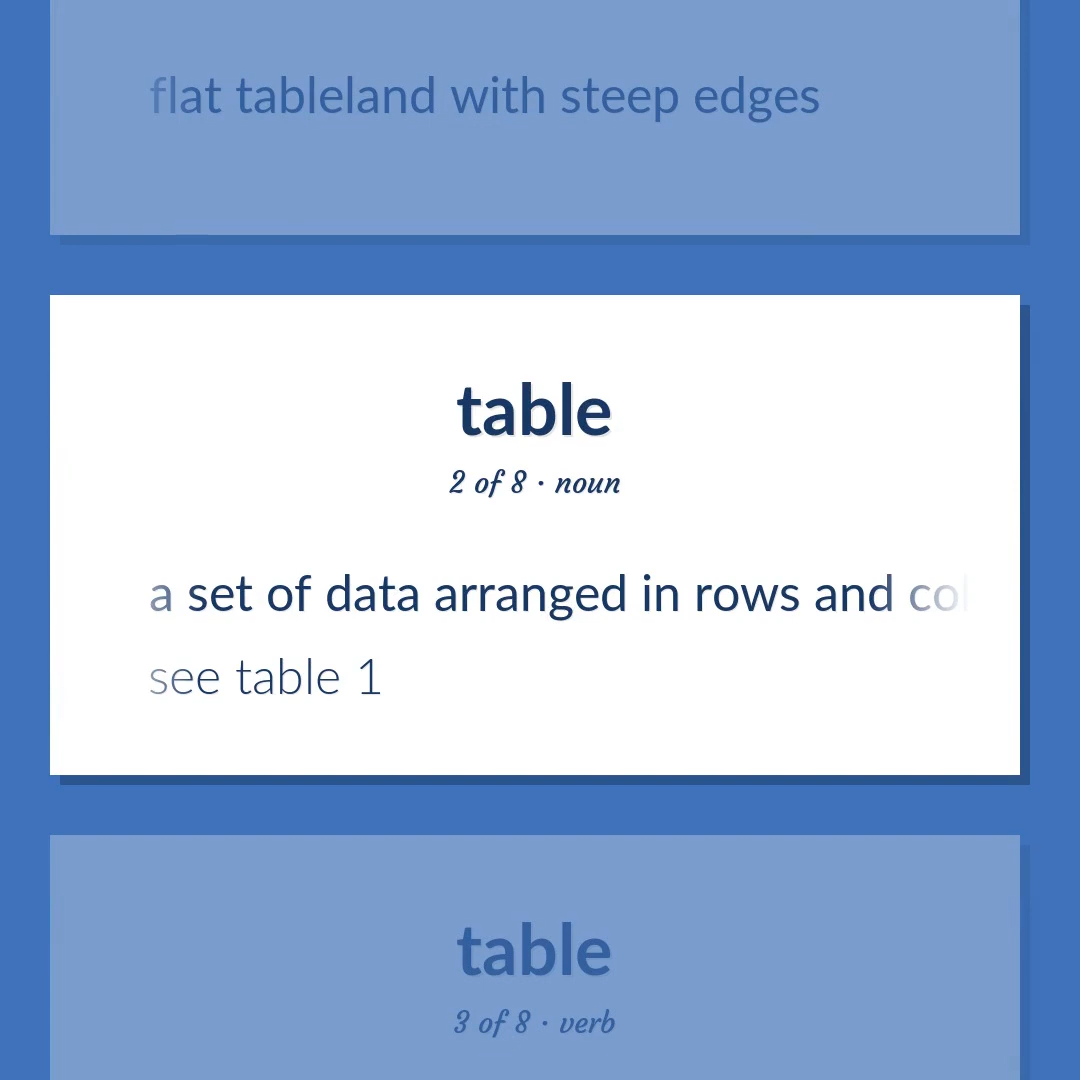 flat tableland with steep edges
table
2 of 8 · noun
a set of data arranged in rows and
see table 1
table
3 of 8 · verb